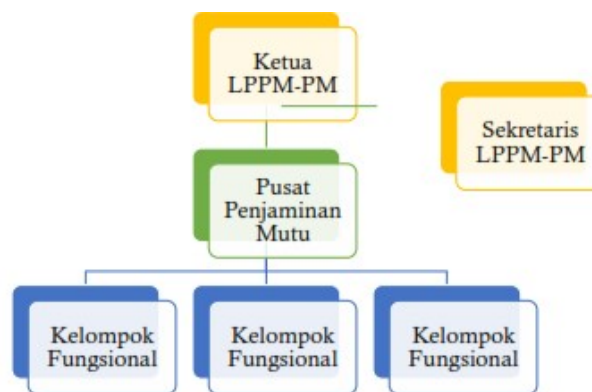 Ketua
LPPM-PM
Sekretaris
LPPM-PM
Pusat
Penjaminan
Mutu
Kelompok
Fungsional
Kelompok
Fungsional
Kelompok
Fungsional